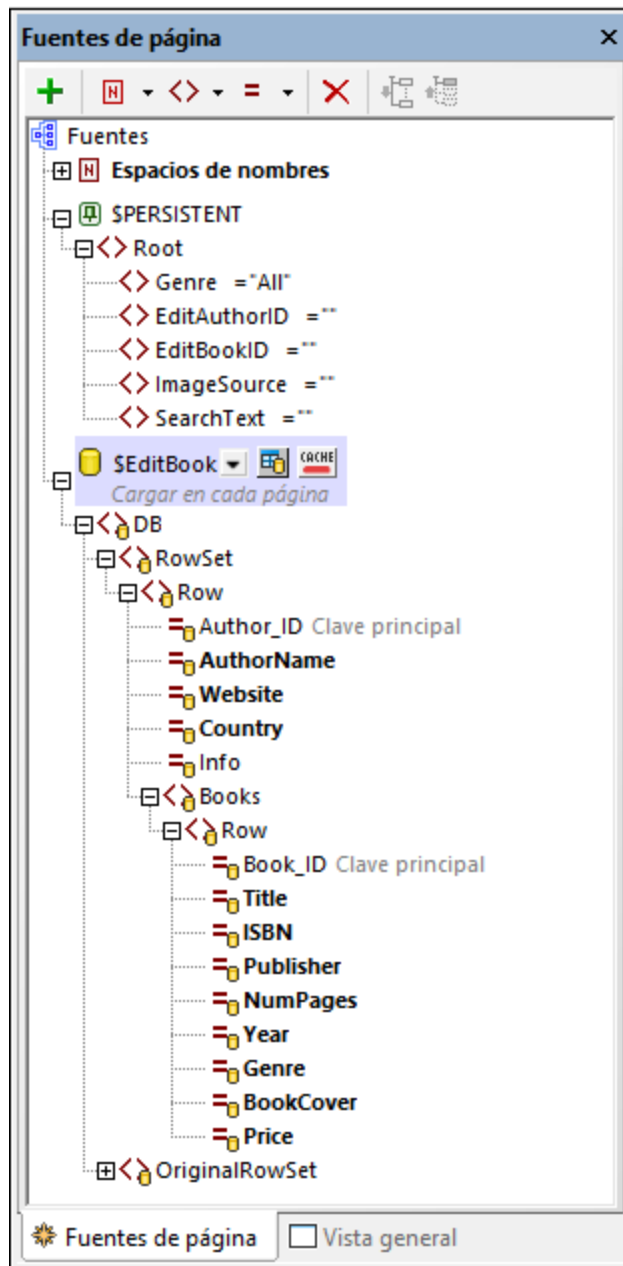 Fuentes de página
Fuentes
Espacios de nombres
$PERSISTENT
Root
Genre ="All"
EditAuthorID =""
EditBookID =""
ImageSource =""
SearchText =""
$EditBook CACHE
Cargar en cada página
DB
RowSet
Row
Author_ID Clave principal
AuthorName
Website
Country
Info
Books
Row
Book_ID Clave principal
Title
ISBN
Publisher
NumPages
Year
Genre
BookCover
Price
OriginalRowSet
Fuentes de página Vista general